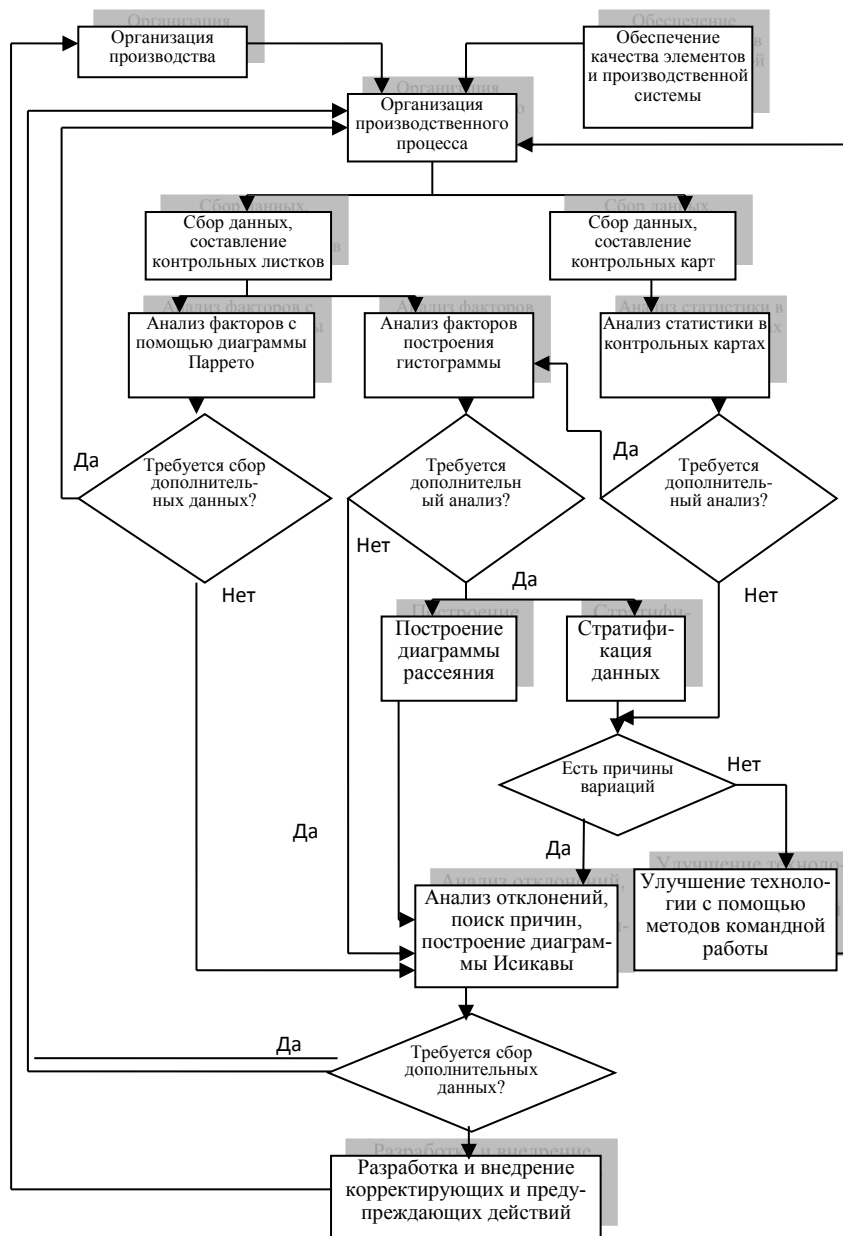 Организация
производства
Обеспечение
качества элементов
и производственной
системы
Организация
производственного
процесса
Сбор данных,
составление
контрольных листков
Сбор данных,
составление
контрольных карт
Анализ факторов с
помощью диаграммы
Паррето
Анализ факторов
построения
гистограммы
Анализ статистики в
контрольных картах
Да
Требуется сбор
дополнитель-
ных данных?
Нет
Требуется
дополнительн
ый анализ?
Нет
Да
Да
Требуется
дополнитель-
ный анализ?
Нет
Построение
диаграммы
рассеяния
Стратифи-
кация
данных
Есть причины
вариаций
Нет
Да
Да
Анализ отклонений,
поиск причин,
построение диаграм-
мы Исикавы
Улучшение техноло-
гии с помощью
методов командной
работы
Да
Требуется сбор
дополнительных
данных?
Разработка и внедрение
корректирующих и преду-
преждающих действий